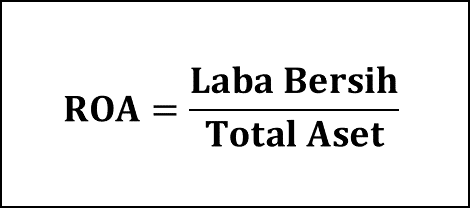 ROA = Laba Bersih
Total Aset